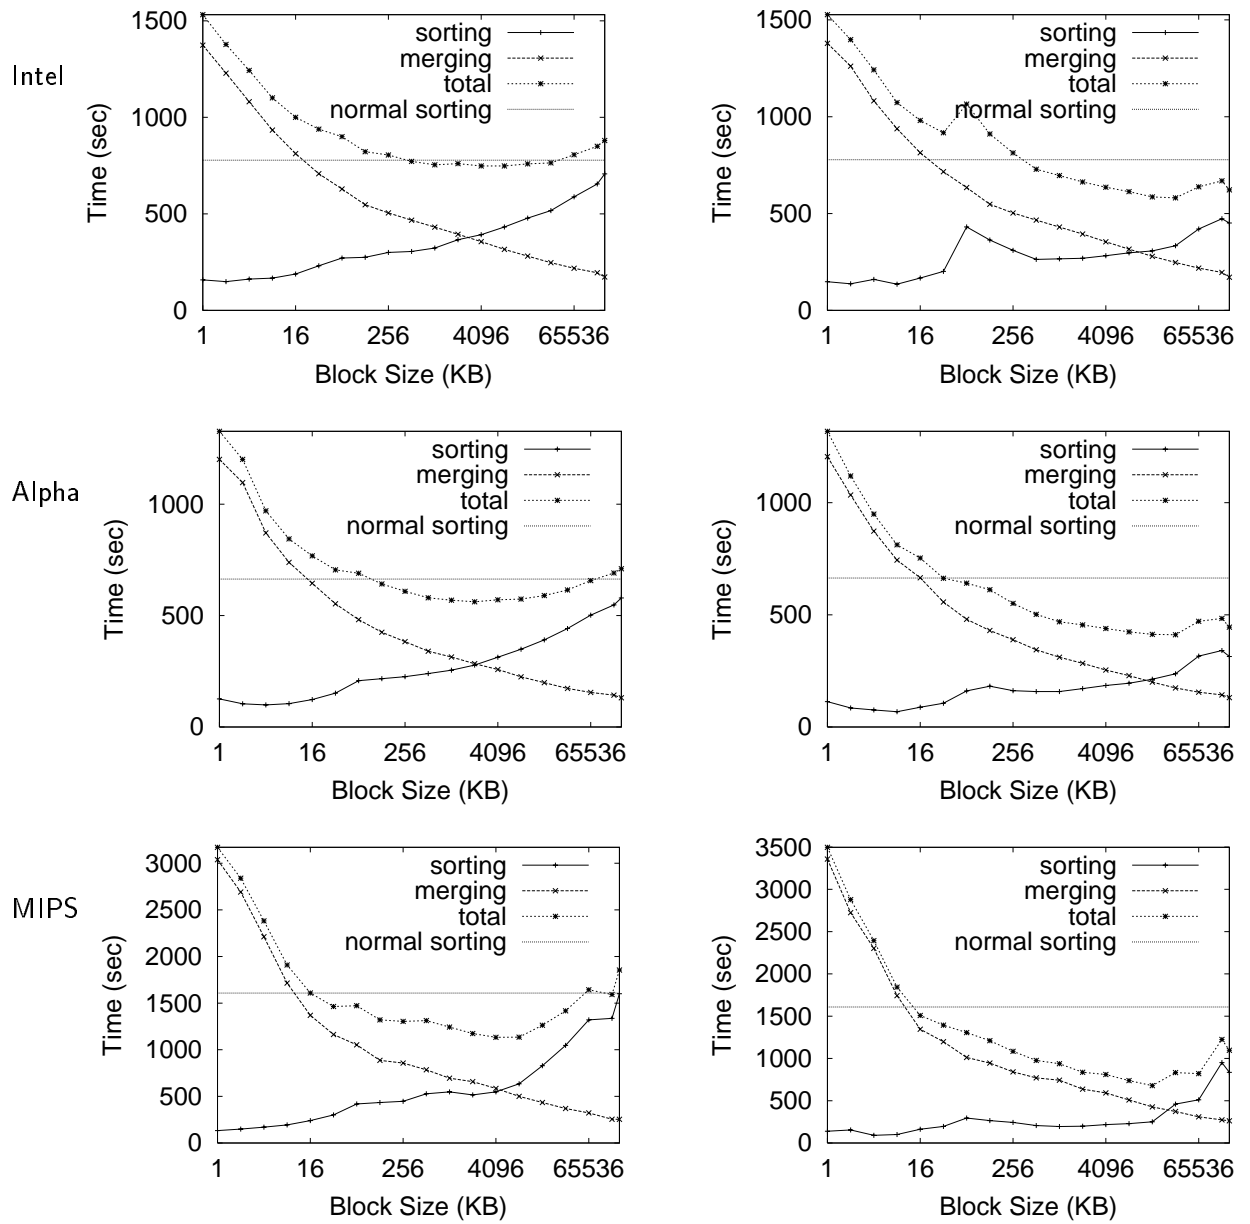 Intel
Time (sec)
1500
1000
500
0
sorting
merging
total
normal sorting
1 16 256 4096 65536
Block Size (KB)
Time (sec)
1500
1000
500
0
sorting
merging
total
normal sorting
1 16 256 4096 65536
Block Size (KB)
Alpha
Time (sec)
1000
500
0
sorting
merging
total
normal sorting
1 16 256 4096 65536
Block Size (KB)
Time (sec)
1000
500
0
sorting
merging
total
normal sorting
1 16 256 4096 65536
Block Size (KB)
MIPS
Time (sec)
3000
2500
2000
1500
1000
500
0
sorting
merging
total
normal sorting
1 16 256 4096 65536
Block Size (KB)
Time (sec)
3500
3000
2500
2000
1500
1000
500
0
sorting
merging
total
normal sorting
1 16 256 4096 65536
Block Size (KB)